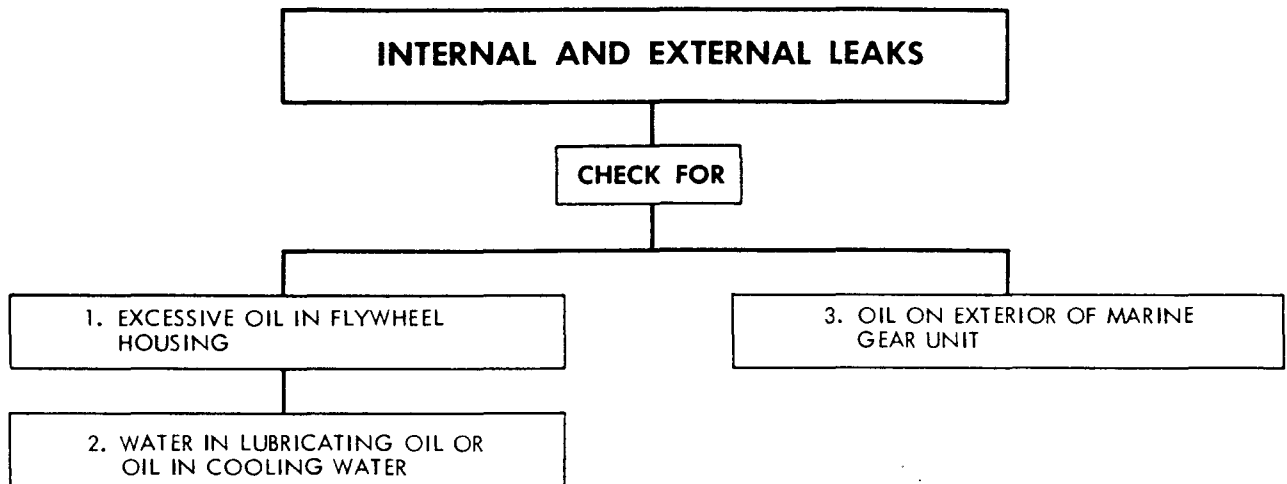 INTERNAL AND EXTERNAL LEAKS
CHECK FOR
1. EXCESSIVE OIL IN FLYWHEEL
HOUSING
3. OIL ON EXTERIOR OF MARINE
GEAR UNIT
2. WATER IN LUBRICATING OIL OR
OIL IN COOLING WATER